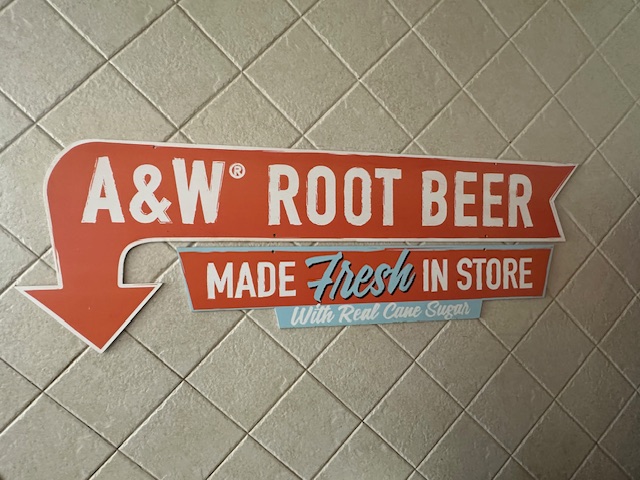 A&W® ROOT BEER
MADE Fresh IN STORE
With Real Cane Sugar